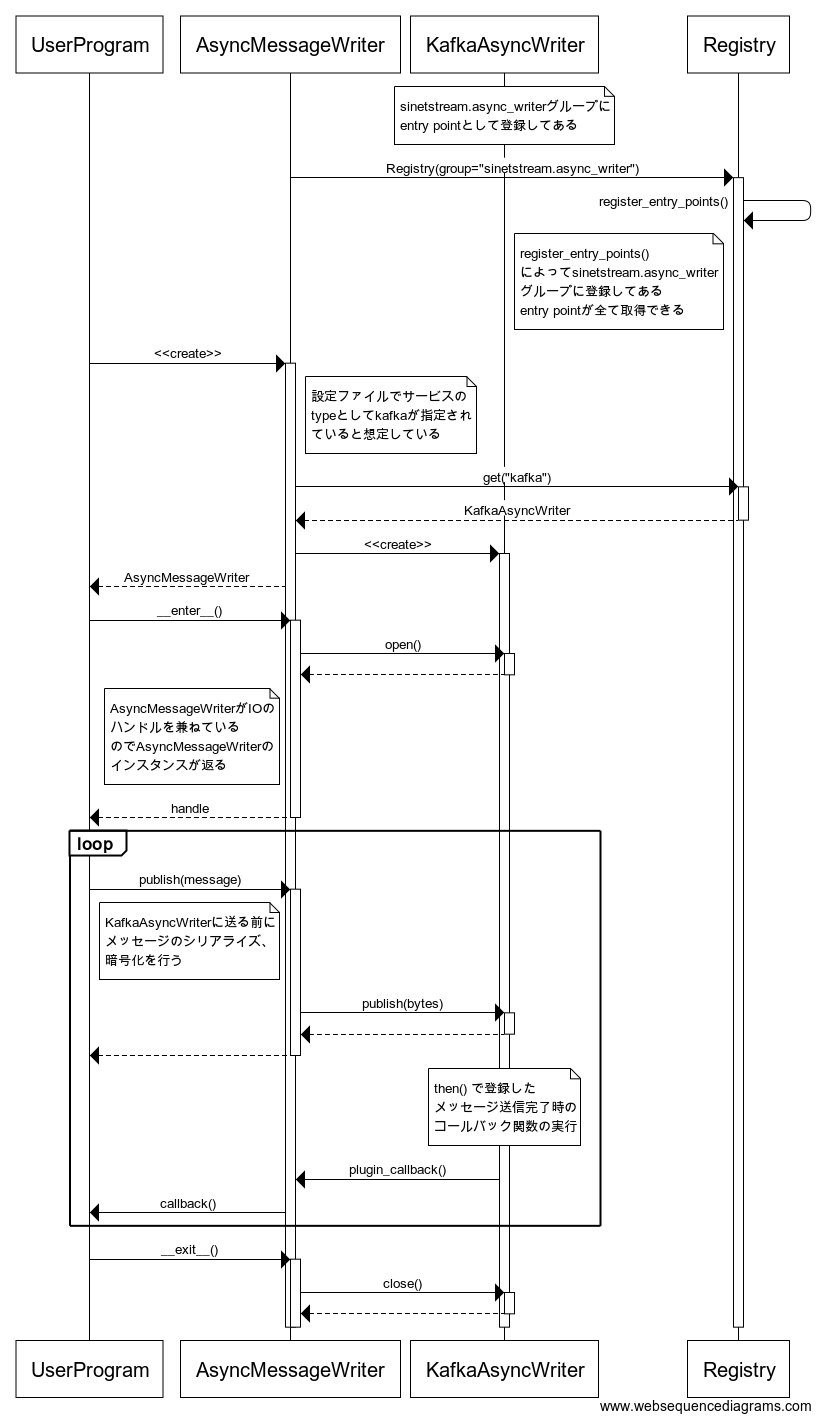 UserProgram
AsyncMessageWriter
KafkaAsyncWriter
Registry
sinetstream.async_writerグループに
entry pointとして登録してある
Registry(group="sinetstream.async_writer")
register_entry_points()
register_entry_points()
によってsinetstream.async_writer
グループに登録してある
entry pointが全て取得できる
<<create>>
設定ファイルでサービスの
typeとしてkafkaが指定され
ていると想定している
get("kafka")
KafkaAsyncWriter
<<create>>
AsyncMessageWriter
__enter__()
open()
AsyncMessageWriterがIOの
ハンドルを兼ねている
のでAsyncMessageWriterの
インスタンスが返る
handle
loop
publish(message)
KafkaAsyncWriterに送る前に
メッセージのシリアライズ、
暗号化を行う
publish(bytes)
then() で登録した
メッセージ送信完了時の
コールバック関数の実行
plugin_callback()
callback()
__exit__()
close()
UserProgram
AsyncMessageWriter
KafkaAsyncWriter
Registry
www.websequencediagrams.com